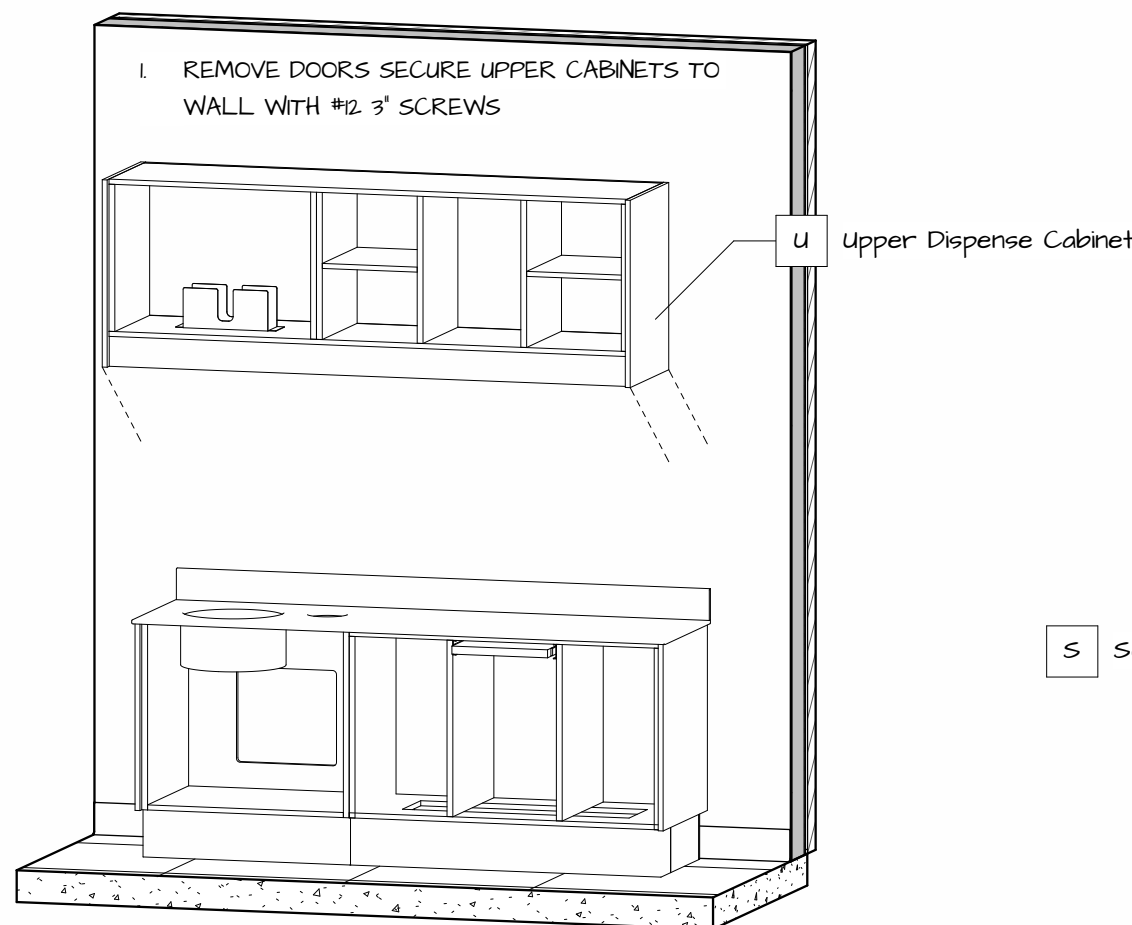 1. REMOVE DOORS SECURE UPPER CABINETS TO
WALL WITH #12 3" SCREWS
U Upper Dispense Cabinet
S S